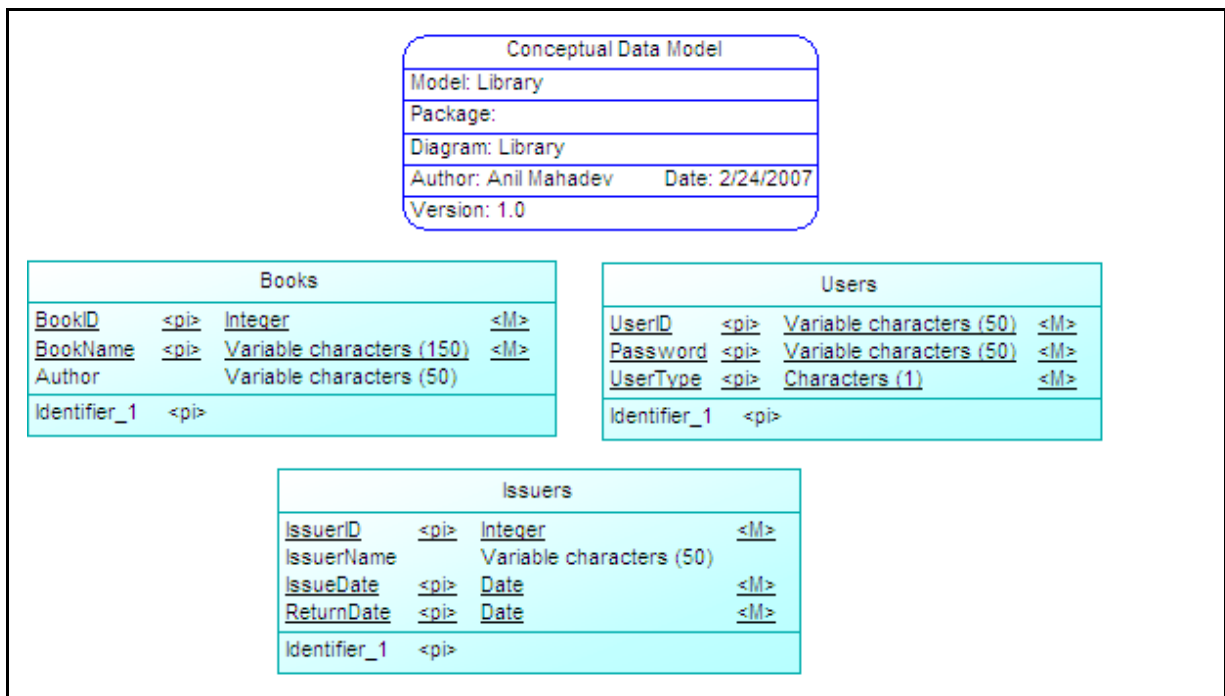 Conceptual Data Model
Model: Library
Package:
Diagram: Library
Author: Anil Mahadev Date: 2/24/2007
Version: 1.0
Books
BookID <pi> Integer <M>
BookName <pi> Variable characters (150) <M>
Author Variable characters (50)
Identifier_1 <pi>
Users
UserID <pi> Variable characters (50) <M>
Password <pi> Variable characters (50) <M>
UserType <pi> Characters (1) <M>
Identifier_1 <pi>
Issuers
IssuerID <pi> Integer <M>
IssuerName Variable characters (50)
IssueDate <pi> Date <M>
ReturnDate <pi> Date <M>
Identifier_1 <pi>